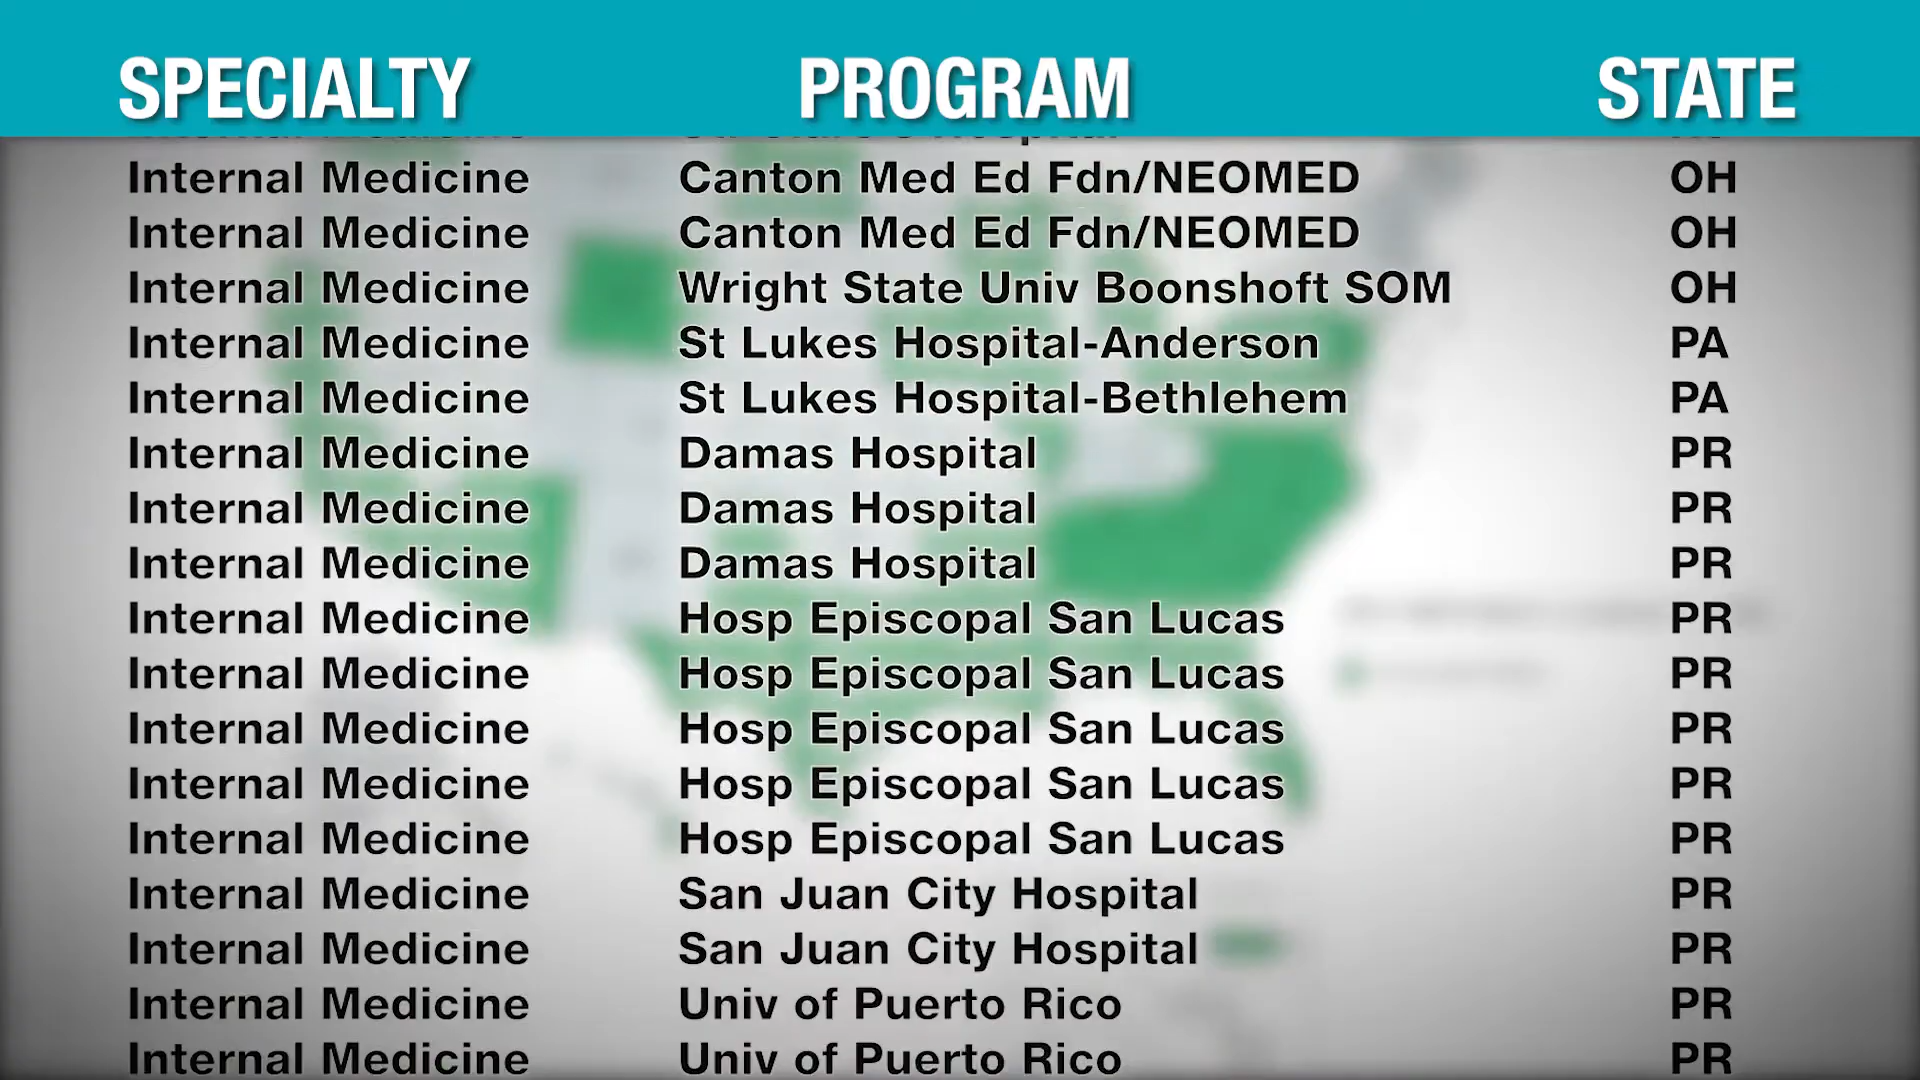 SPECIALTY PROGRAM STATE
Internal Medicine Canton Med Ed Fdn/NEOMED OH
Internal Medicine Canton Med Ed Fdn/NEOMED OH
Internal Medicine Wright State Univ Boonshoft SOM OH
Internal Medicine St Lukes Hospital-Anderson PA
Internal Medicine St Lukes Hospital-Bethlehem PA
Internal Medicine Damas Hospital PR
Internal Medicine Damas Hospital PR
Internal Medicine Damas Hospital PR
Internal Medicine Hosp Episcopal San Lucas PR
Internal Medicine Hosp Episcopal San Lucas PR
Internal Medicine Hosp Episcopal San Lucas PR
Internal Medicine Hosp Episcopal San Lucas PR
Internal Medicine Hosp Episcopal San Lucas PR
Internal Medicine San Juan City Hospital PR
Internal Medicine San Juan City Hospital PR
Internal Medicine Univ of Puerto Rico PR
Internal Medicine Univ of Puerto Rico PR